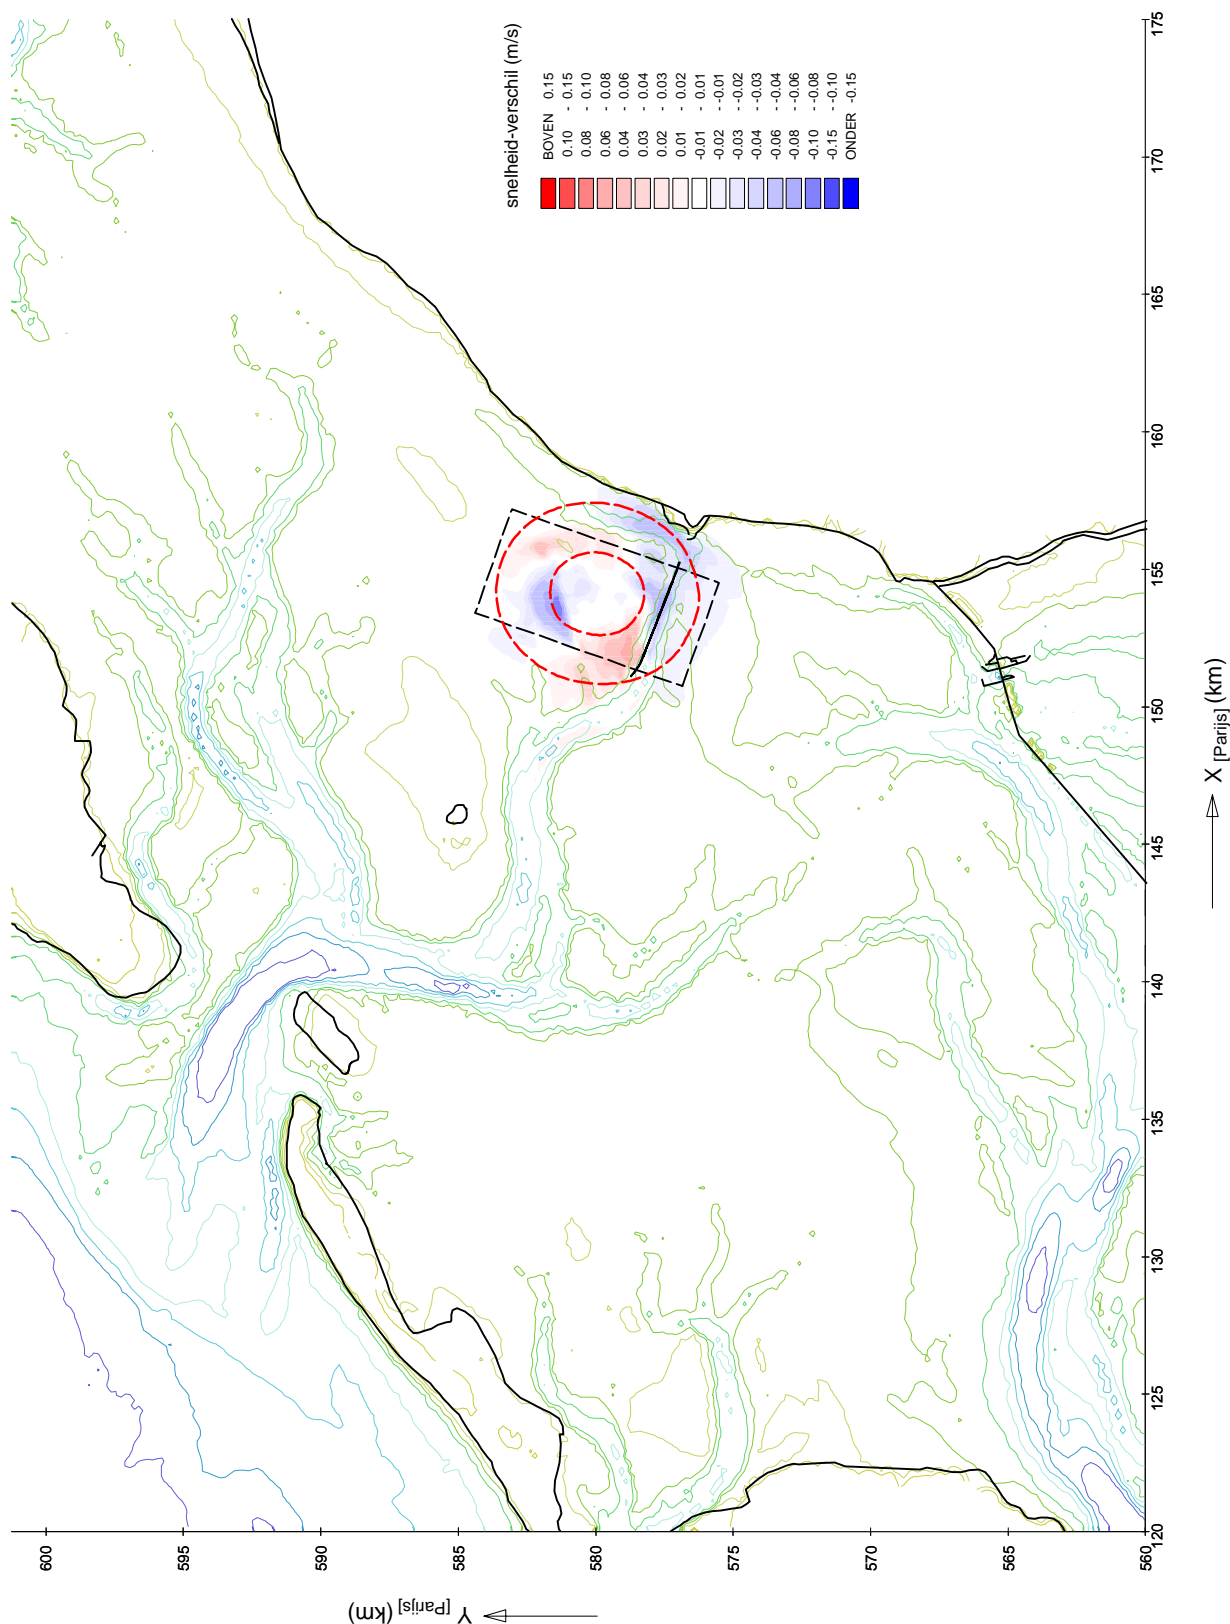 snelheid-verschil (m/s)
BOVEN 0.15
0.10 - 0.15
0.08 - 0.10
0.06 - 0.08
0.04 - 0.06
0.03 - 0.04
0.02 - 0.03
0.01 - 0.02
-0.01 - 0.01
-0.02 - -0.01
-0.03 - -0.02
-0.04 - -0.03
-0.06 - -0.04
-0.08 - -0.06
-0.10 - -0.08
-0.15 - -0.10
ONDER -0.15
600
595
590
585
580
575
570
565
560
Y [Parijs] (km)
120
125
130
135
140
145
150
155
160
165
170
175
X [Parijs] (km)